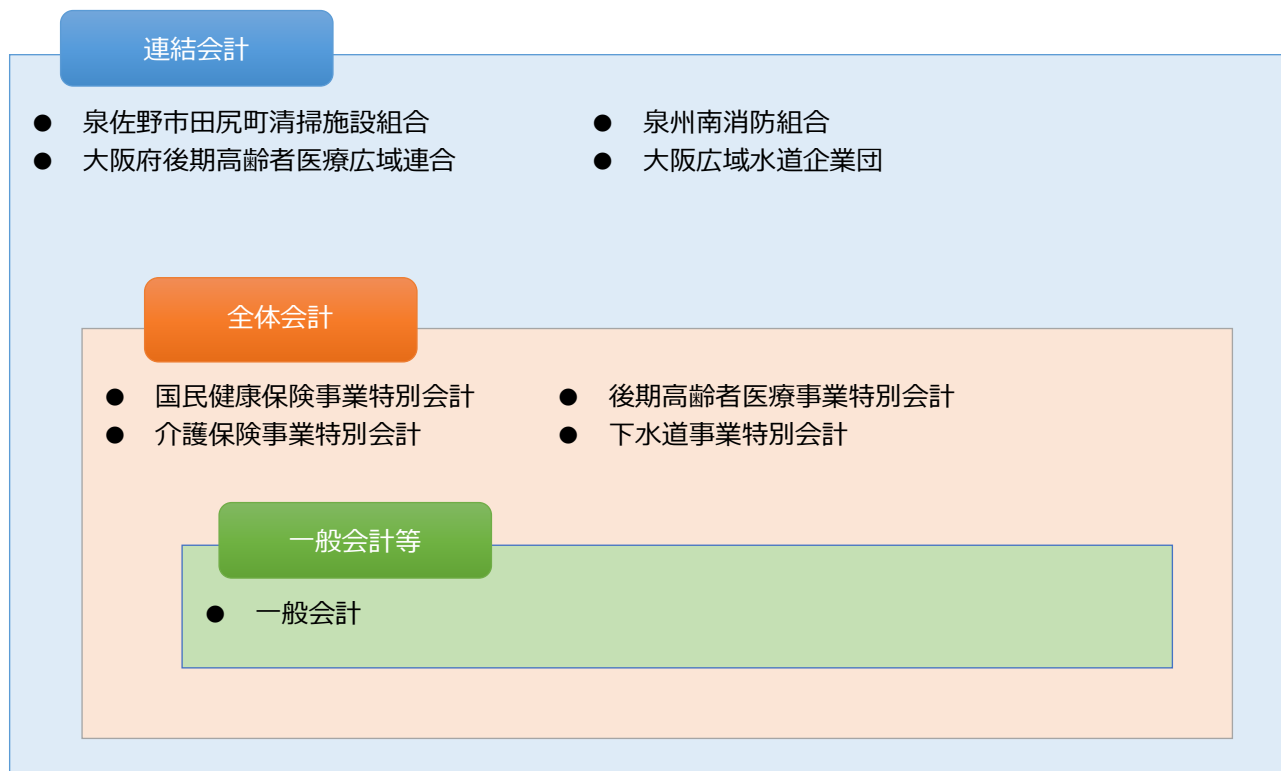 連結会計
● 泉佐野市田尻町清掃施設組合 ● 泉州南消防組合
● 大阪府後期高齢者医療広域連合 ● 大阪広域水道企業団
全体会計
● 国民健康保険事業特別会計 ● 後期高齢者医療事業特別会計
● 介護保険事業特別会計 ● 下水道事業特別会計
一般会計等
● 一般会計